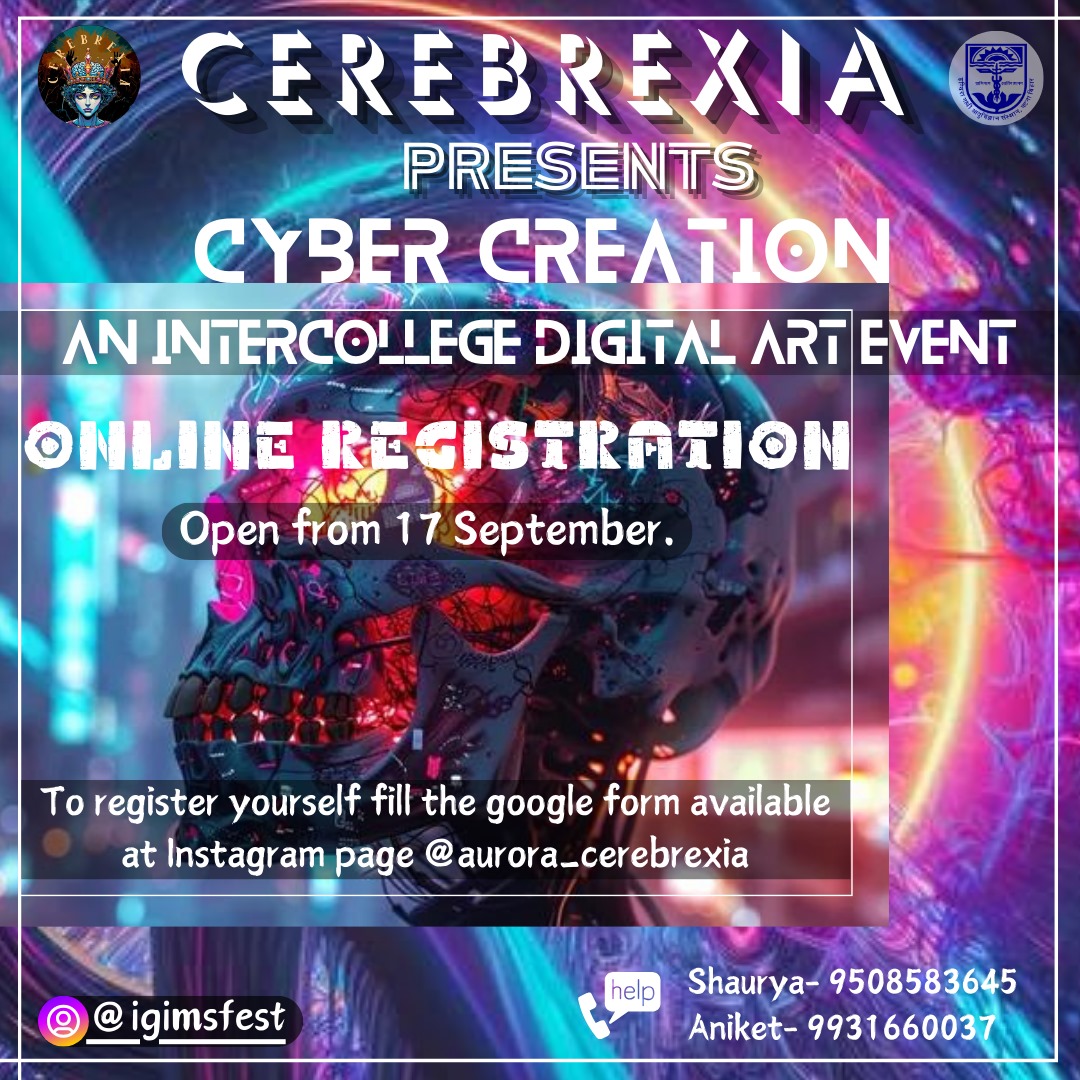 CEREBREXIA
CEREBREXIA
PRESENTS
CYBER CREATION
AN INTERCOLLEGE DIGITAL ART EVENT
ONLINE REGISTRATION
Open from 17 September.
To register yourself fill the google form available
at Instagram page @aurora_cerebrexia
help
Shaurya- 9508583645
Aniket- 9931660037
@igimsfest